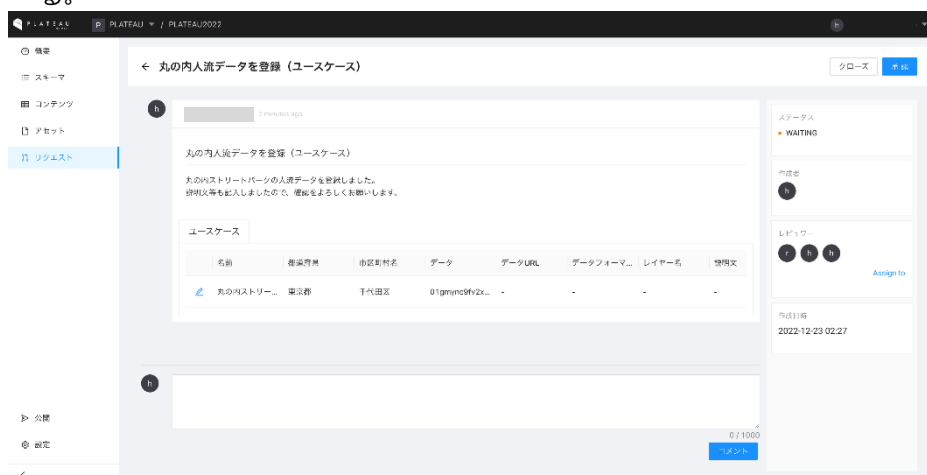 る。
PLATEAU
P PLATEAU / PLATEAU2022
h
概要
スキーマ
コンテンツ
アセット
リクエスト
公開
設定
← 丸の内人流データを登録（ユースケース）
クローズ
承認
h
2 minutes ago
丸の内人流データを登録（ユースケース）
丸の内ストリートパークの人流データを登録しました。
説明文等も記入しましたので、確認をよろしくお願いします。
ユースケース
名前 都道府県 市区町村名 データ データURL データフォーマ... レイヤー名 説明文
丸の内ストリー... 東京都 千代田区 01gmync9fv2x... - - - -
h
0 / 1000
コメント
ステータス
WAITING
作成者
h
レビュワー
r h h
Assign to
作成日時
2022-12-23 02:27